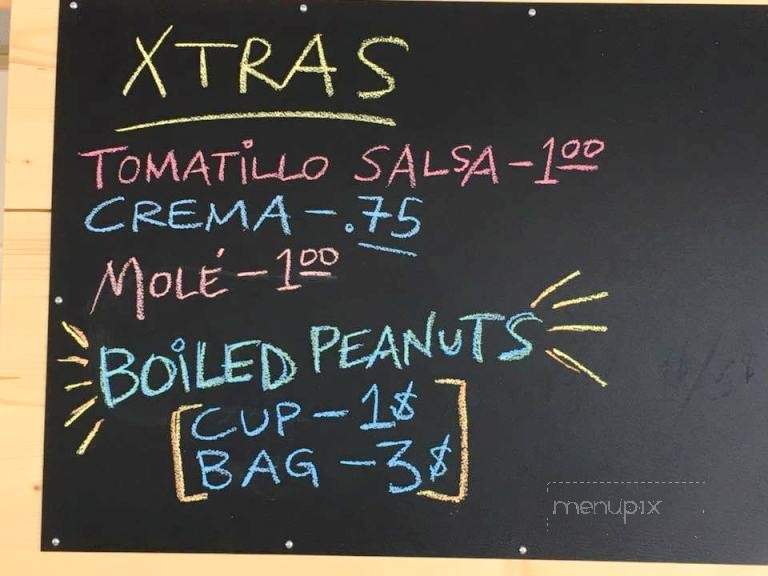 XTRAS
TOMATiLLO SALSA - 1.00
CREMA - .75
MOLÉ - 1.00
BOiLED PEANUTS
CUP - 1$
BAG - 3$
menupix